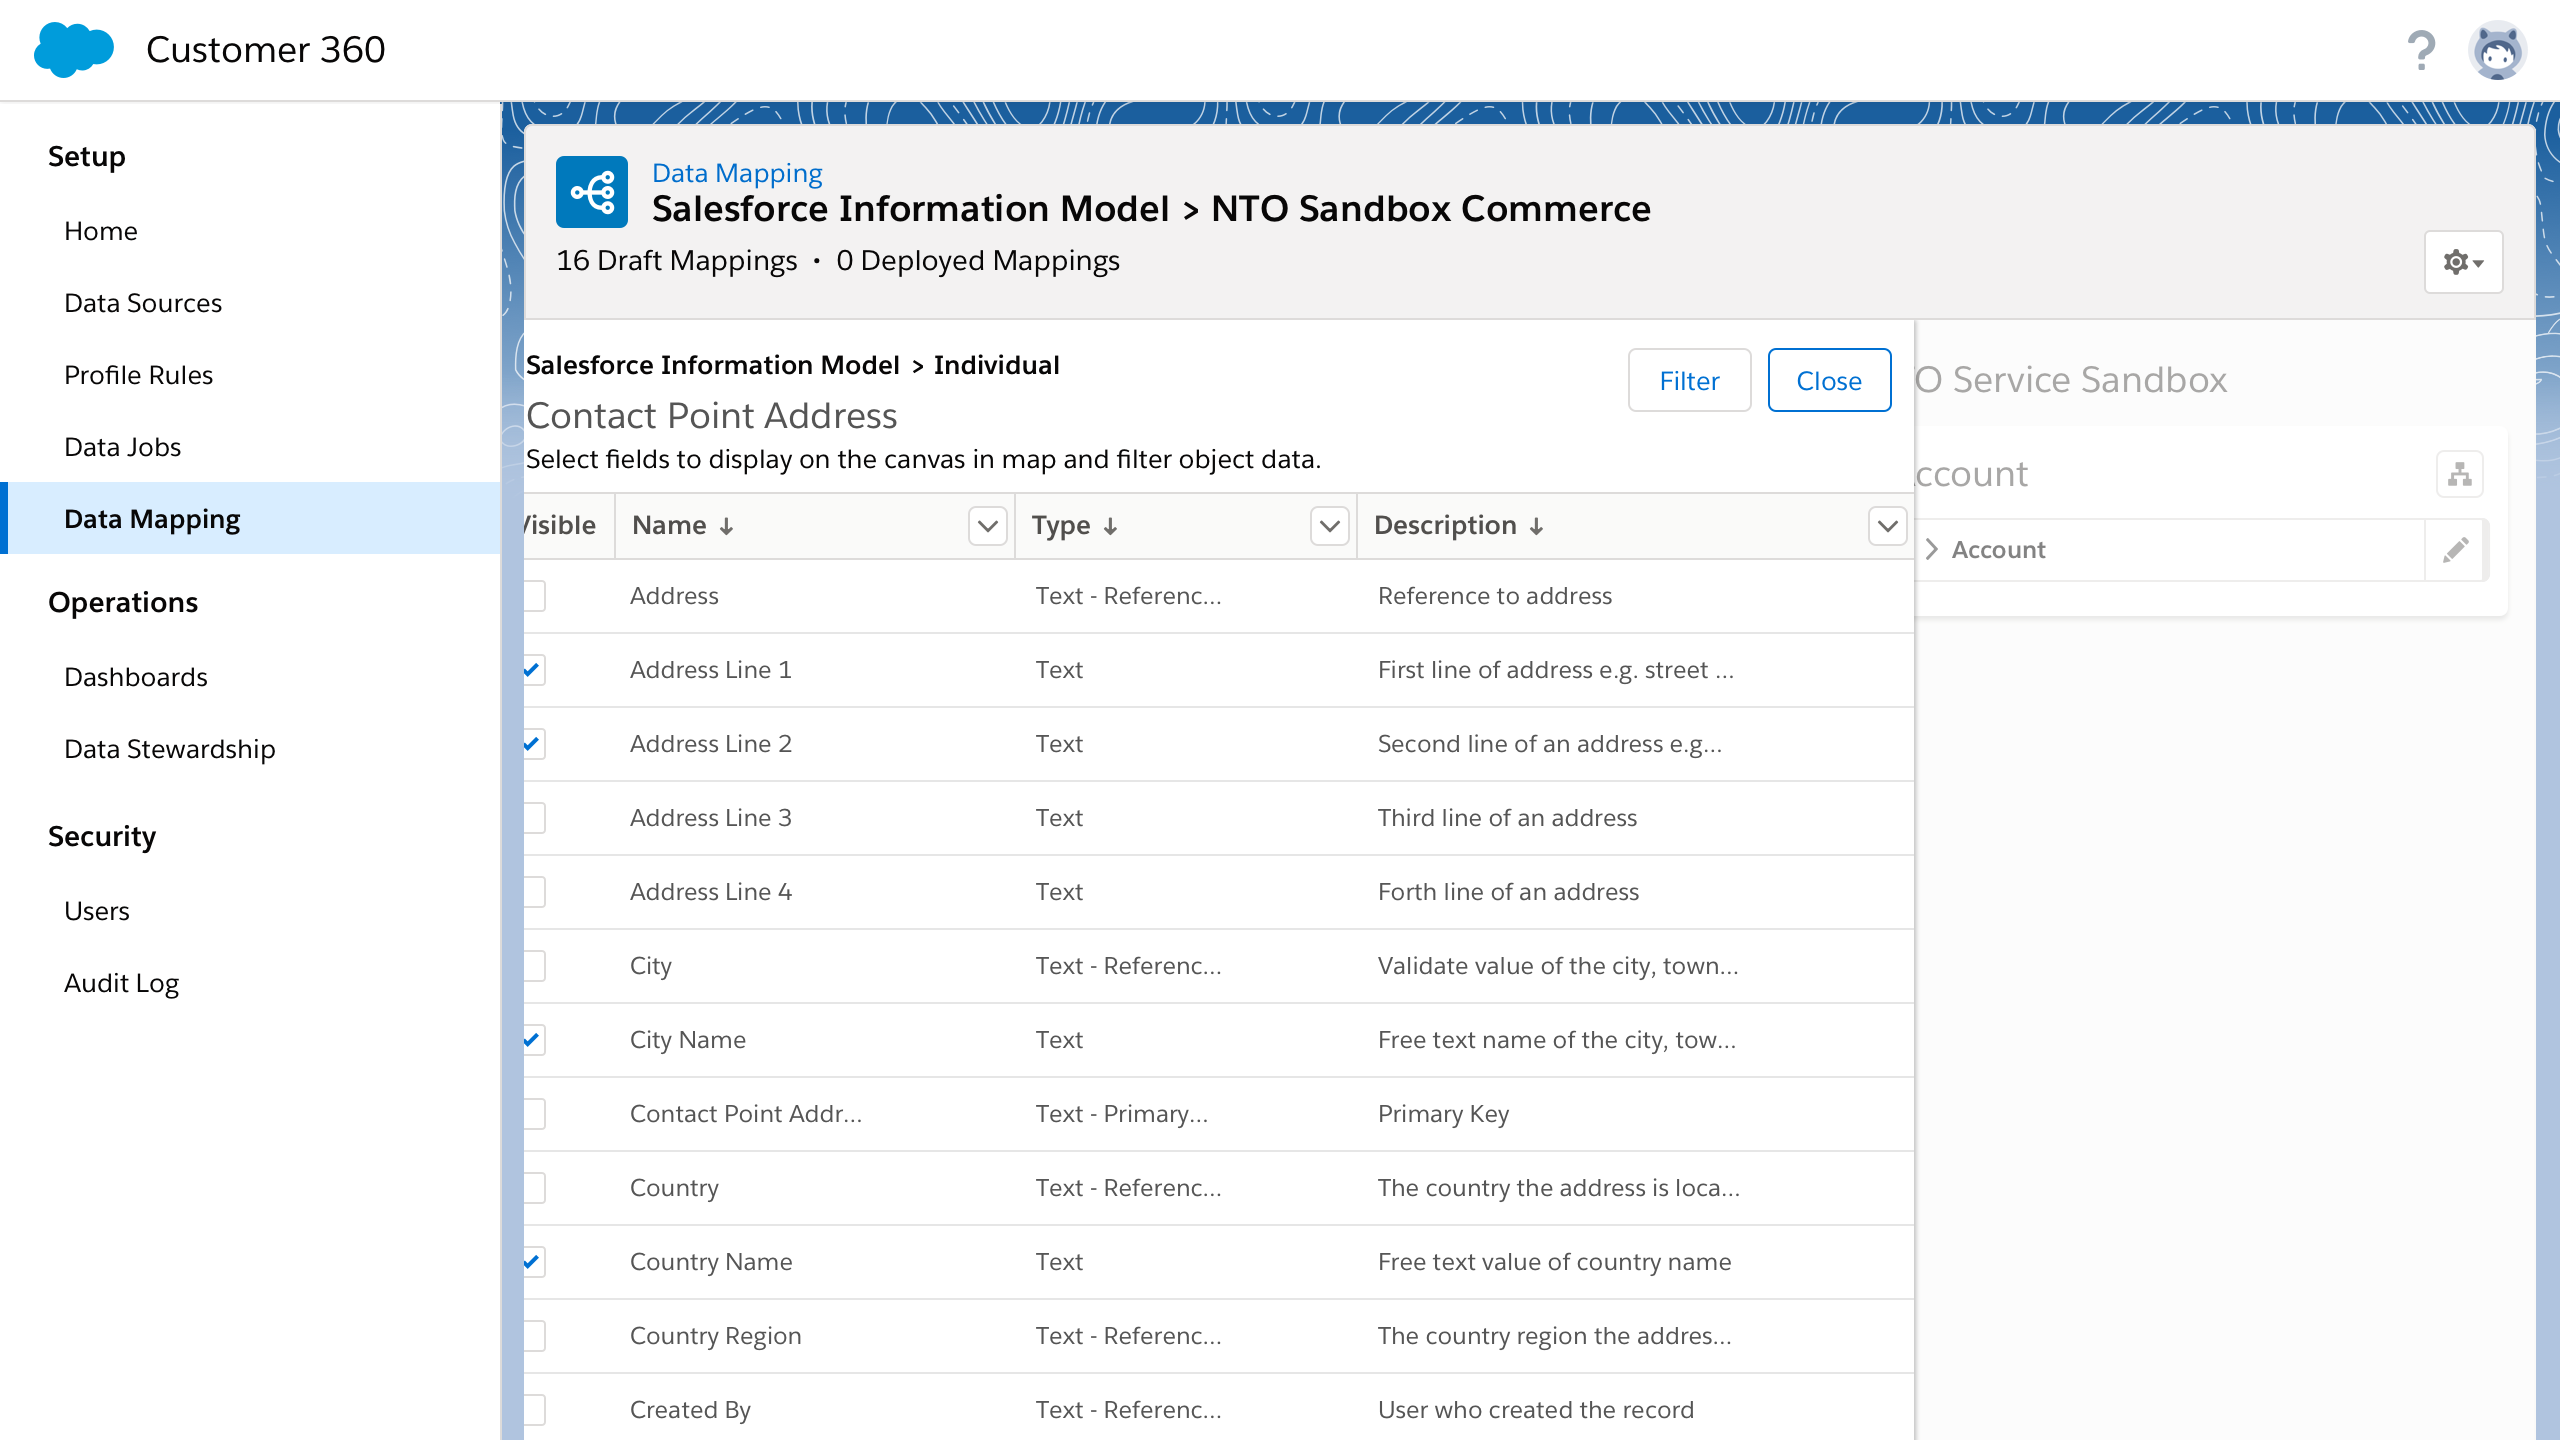 Customer 360
?
Setup
Home
Data Sources
Profile Rules
Data Jobs
Data Mapping
Operations
Dashboards
Data Stewardship
Security
Users
Audit Log
Data Mapping
Salesforce Information Model > NTO Sandbox Commerce
16 Draft Mappings • 0 Deployed Mappings
Salesforce Information Model > Individual
Contact Point Address
Select fields to display on the canvas in map and filter object data.
Filter
Close
Visible Name Type Description
Address Text - Referenc... Reference to address
Address Line 1 Text First line of address e.g. street ...
Address Line 2 Text Second line of an address e.g...
Address Line 3 Text Third line of an address
Address Line 4 Text Forth line of an address
City Text - Referenc... Validate value of the city, town...
City Name Text Free text name of the city, tow...
Contact Point Addr... Text - Primary... Primary Key
Country Text - Referenc... The country the address is loca...
Country Name Text Free text value of country name
Country Region Text - Referenc... The country region the addres...
Created By Text - Referenc... User who created the record
O Service Sandbox
ccount
Account